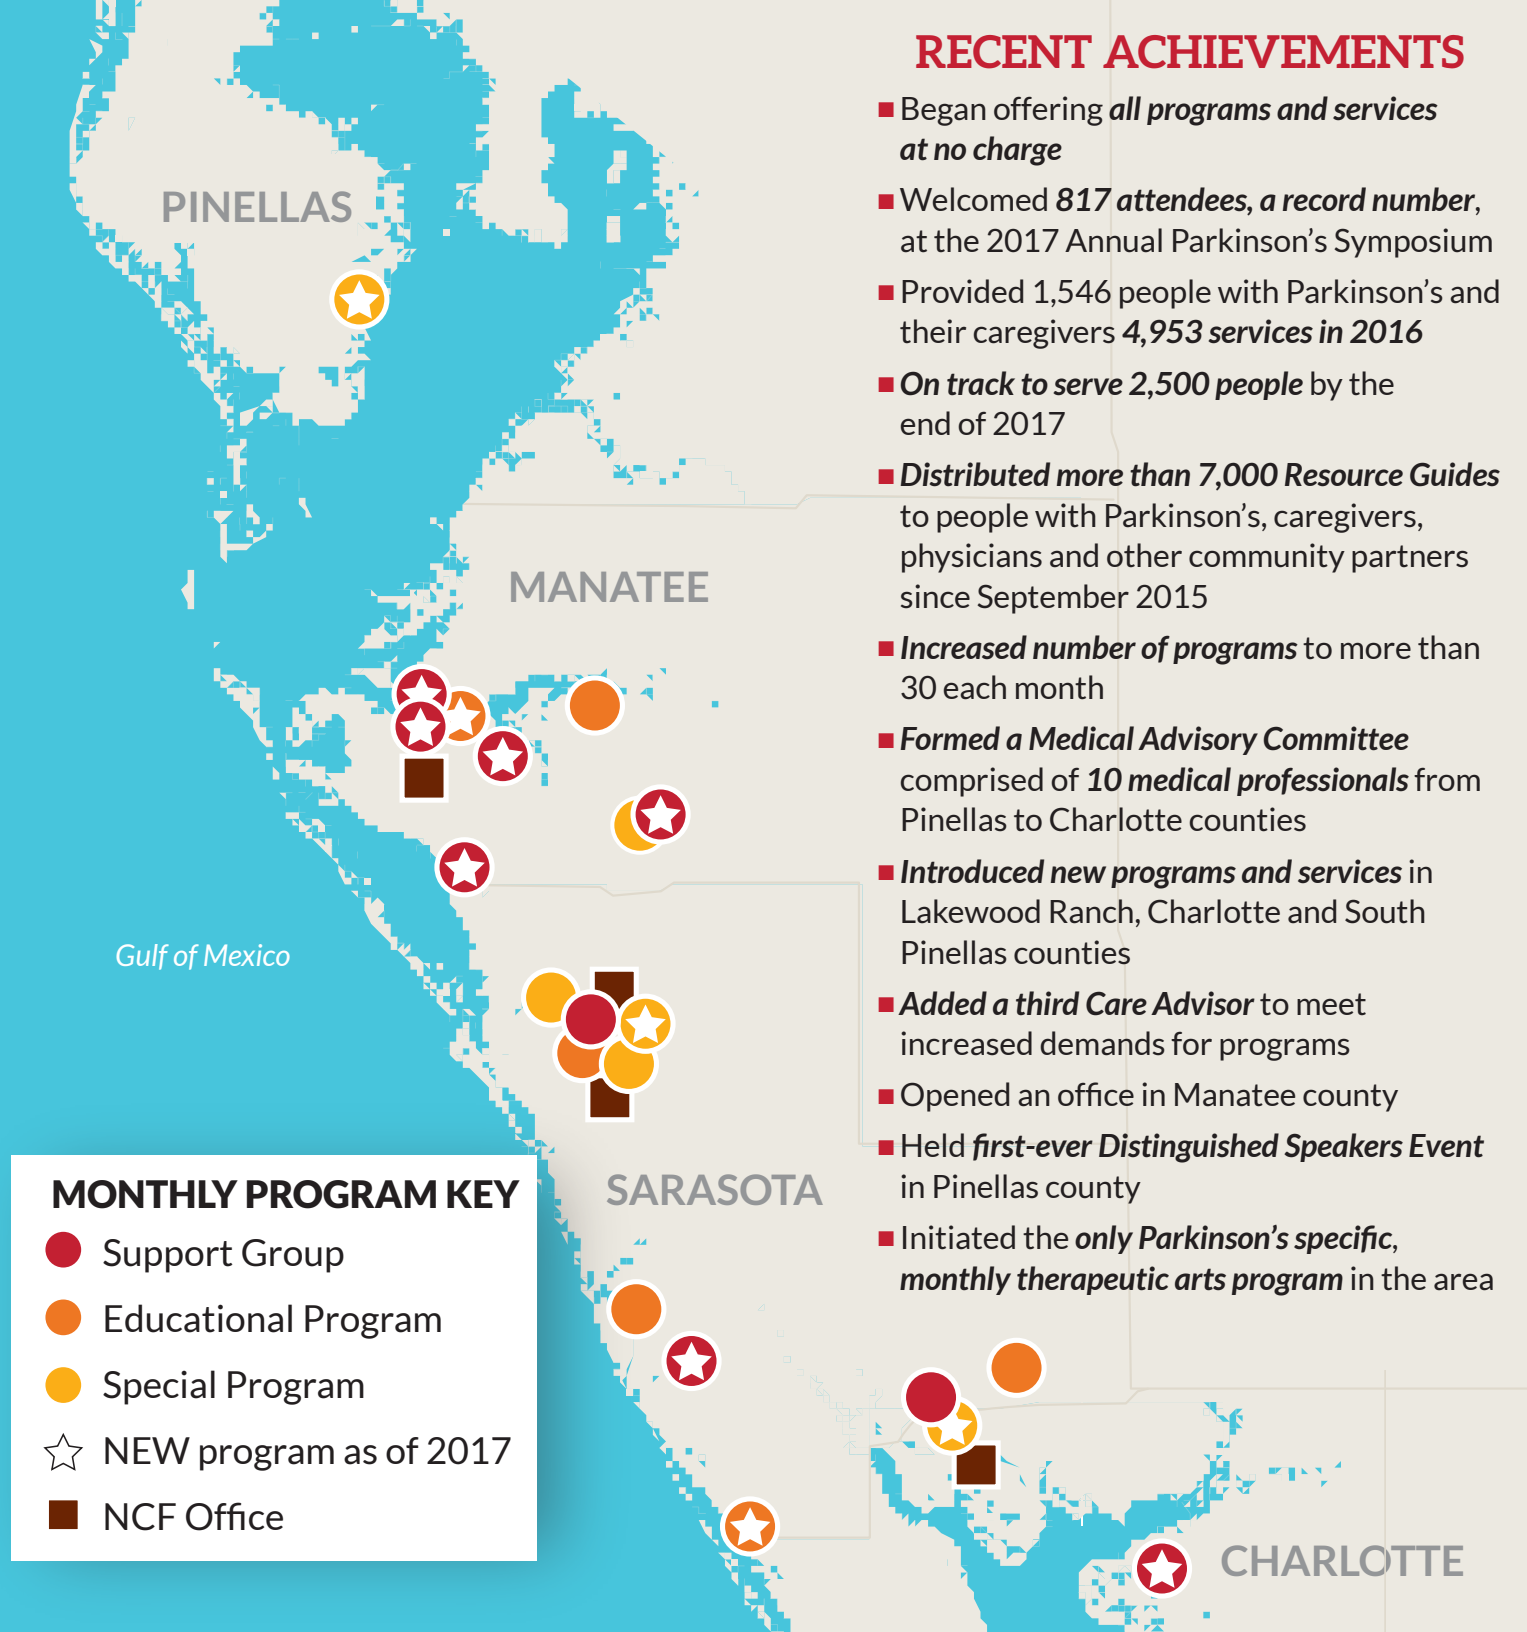 RECENT ACHIEVEMENTS
Began offering all programs and services
at no charge
Welcomed 817 attendees, a record number,
at the 2017 Annual Parkinson’s Symposium
Provided 1,546 people with Parkinson’s and
their caregivers 4,953 services in 2016
On track to serve 2,500 people by the
end of 2017
Distributed more than 7,000 Resource Guides
to people with Parkinson’s, caregivers,
physicians and other community partners
since September 2015
Increased number of programs to more than
30 each month
Formed a Medical Advisory Committee
comprised of 10 medical professionals from
Pinellas to Charlotte counties
Introduced new programs and services in
Lakewood Ranch, Charlotte and South
Pinellas counties
Added a third Care Advisor to meet
increased demands for programs
Opened an office in Manatee county
Held first-ever Distinguished Speakers Event
in Pinellas county
Initiated the only Parkinson’s specific,
monthly therapeutic arts program in the area
PINELLAS
MANATEE
Gulf of Mexico
SARASOTA
CHARLOTTE
MONTHLY PROGRAM KEY
Support Group
Educational Program
Special Program
NEW program as of 2017
NCF Office